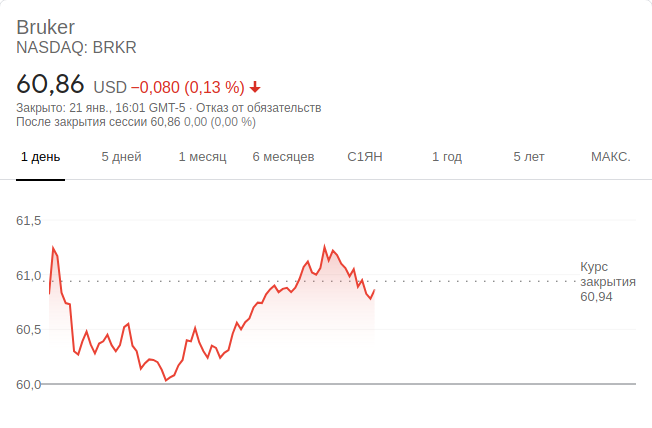 Bruker
NASDAQ: BRKR
60,86 USD −0,080 (0,13 %)
Закрыто: 21 янв., 16:01 GMT-5 · Отказ от обязательств
После закрытия сессии 60,86 0,00 (0,00 %)
1 день 5 дней 1 месяц 6 месяцев С1ЯН 1 год 5 лет МАКС.
61,5
61,0
60,5
60,0
Курс
закрытия
60,94